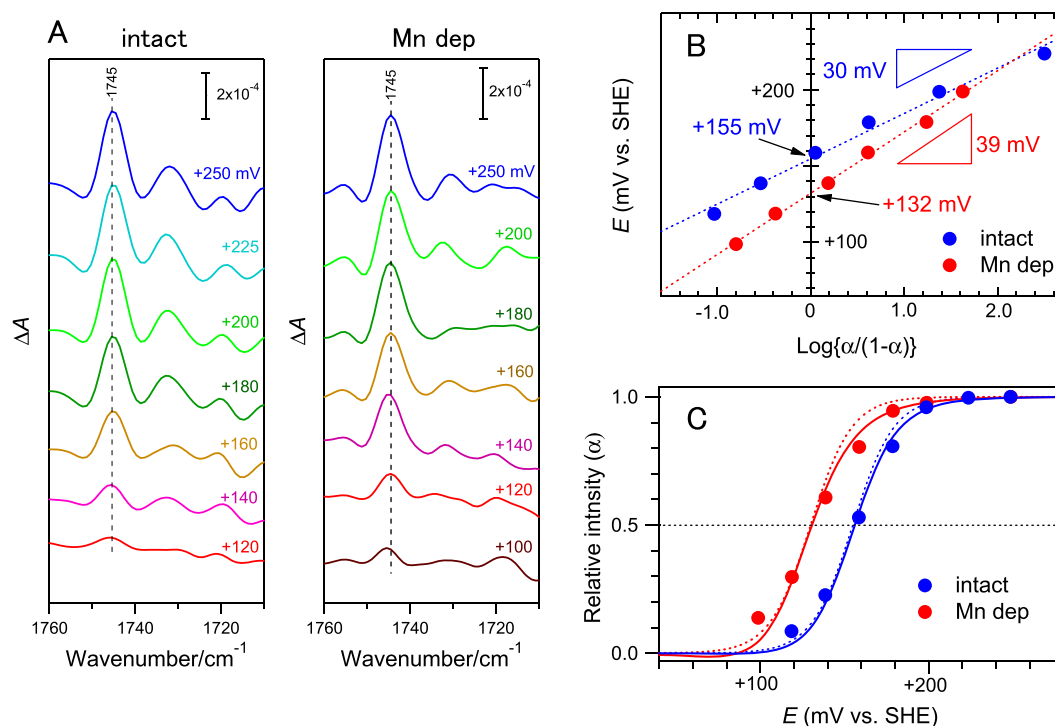 A
intact
Mn dep
1745
2x10-4
+250 mV
+225
+200
+180
+160
+140
+120
ΔA
1760
1740
1720
Wavenumber/cm-1
1745
2x10-4
+250 mV
+200
+180
+160
+140
+120
+100
ΔA
1760
1740
1720
Wavenumber/cm-1
B
30 mV
+200
+155 mV
39 mV
+132 mV
+100
intact
Mn dep
E (mV vs. SHE)
-1.0
0
1.0
2.0
Log{α/(1-α)}
C
1.0
0.5
0.0
Relative intnsity (α)
intact
Mn dep
+100
+200
E (mV vs. SHE)